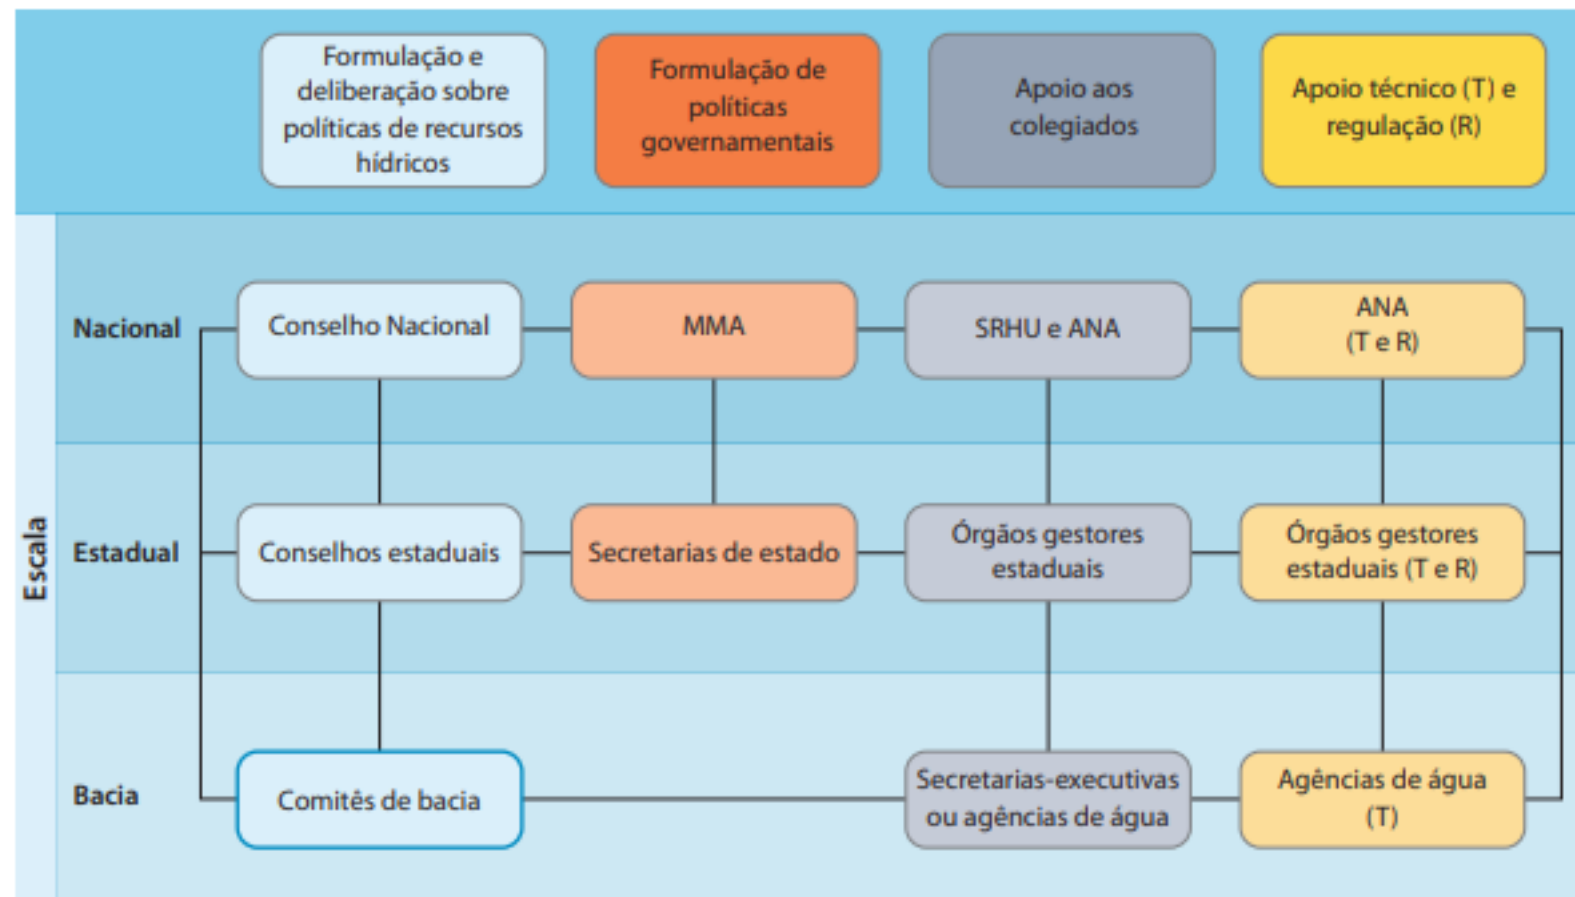 Formulação e
deliberação sobre
políticas de recursos
hídricos
Formulação de
políticas
governamentais
Apoio aos
colegiados
Apoio técnico (T) e
regulação (R)
Escala
Nacional
Conselho Nacional
MMA
SRHU e ANA
ANA
(T e R)
Estadual
Conselhos estaduais
Secretarias de estado
Órgãos gestores
estaduais
Órgãos gestores
estaduais (T e R)
Bacia
Comitês de bacia
Secretarias-executivas
ou agências de água
Agências de água
(T)